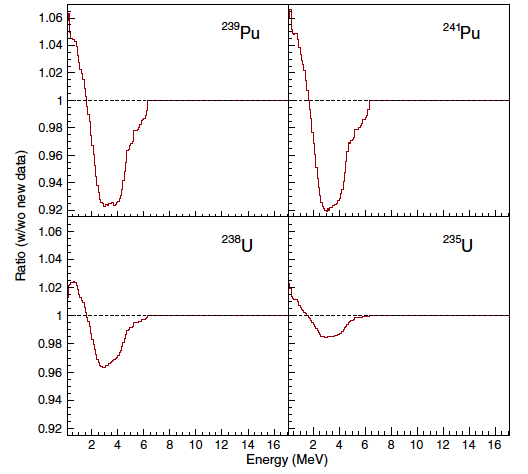 1.06
1.04
1.02
1
0.98
0.96
0.94
0.92
²³⁹Pu
²⁴¹Pu
1.06
1.04
1.02
1
0.98
0.96
0.94
0.92
²³⁸U
²³⁵U
Ratio (w/wo new data)
2 4 6 8 10 12 14 16 2 4 6 8 10 12 14 16
Energy (MeV)